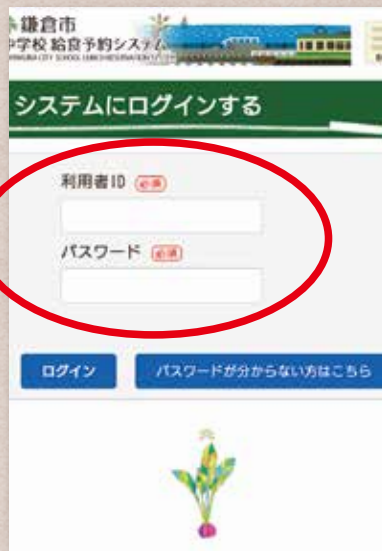 鎌倉市
中学校 給食予約システム
システムにログインする
利用者ID 必須
パスワード 必須
ログイン
パスワードが分からない方はこちら